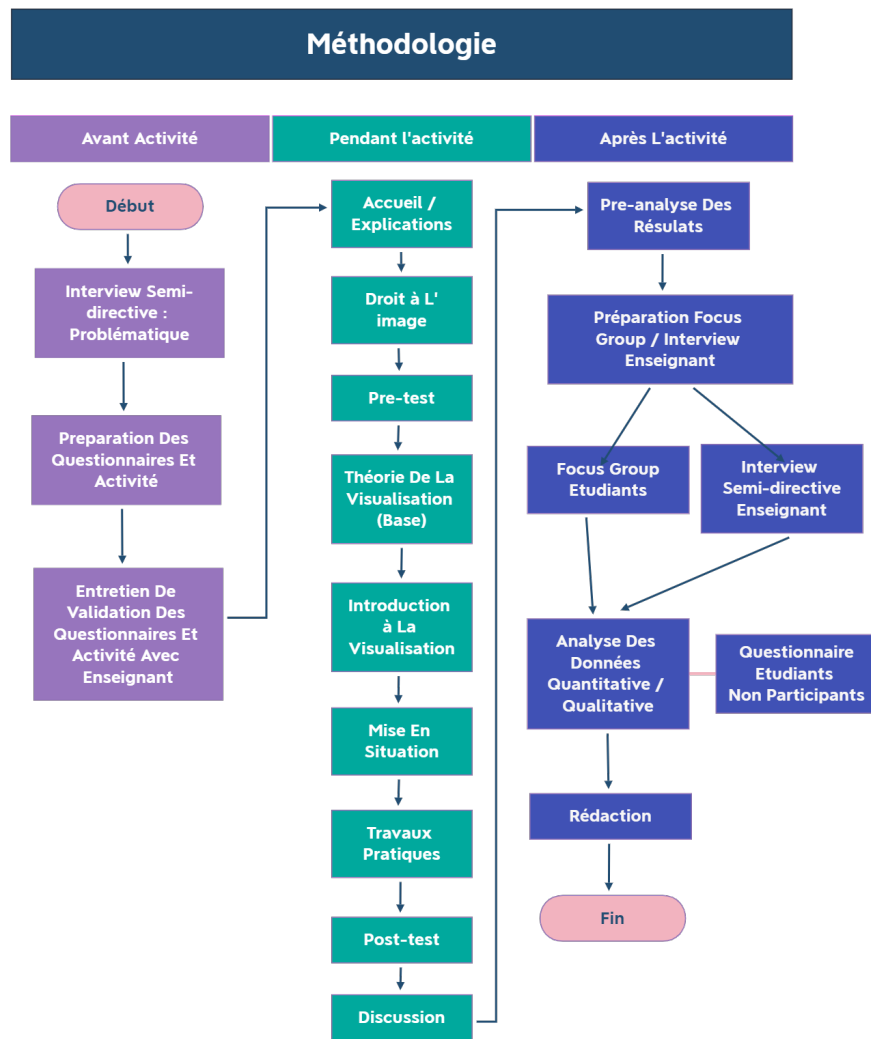 Méthodologie
Avant Activité
Pendant l'activité
Après L'activité
Début
Interview Semi-
directive :
Problématique
Preparation Des
Questionnaires Et
Activité
Entretien De
Validation Des
Questionnaires Et
Activité Avec
Enseignant
Accueil /
Explications
Droit à L'
image
Pre-test
Théorie De La
Visualisation
(Base)
Introduction
à La
Visualisation
Mise En
Situation
Travaux
Pratiques
Post-test
Discussion
Pre-analyse Des
Résulats
Préparation Focus
Group / Interview
Enseignant
Focus Group
Etudiants
Interview
Semi-directive
Enseignant
Analyse Des
Données
Quantitative /
Qualitative
Questionnaire
Etudiants
Non Participants
Rédaction
Fin